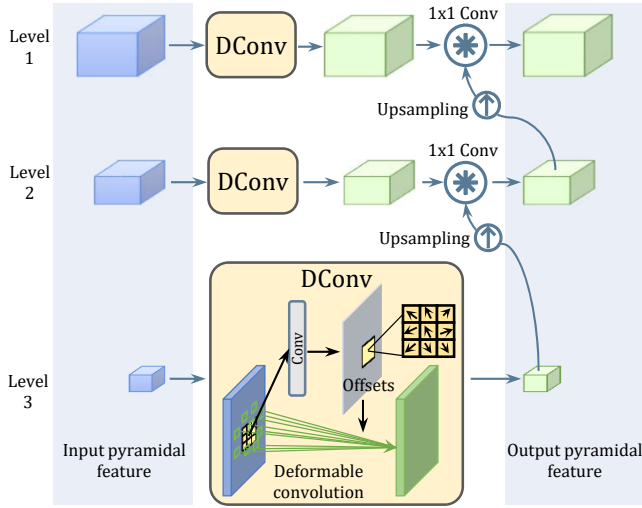 Level
1
DConv
1x1 Conv
Upsampling
Level
2
DConv
1x1 Conv
Upsampling
Level
3
DConv
Conv
Offsets
Deformable
convolution
Input pyramidal
feature
Output pyramidal
feature